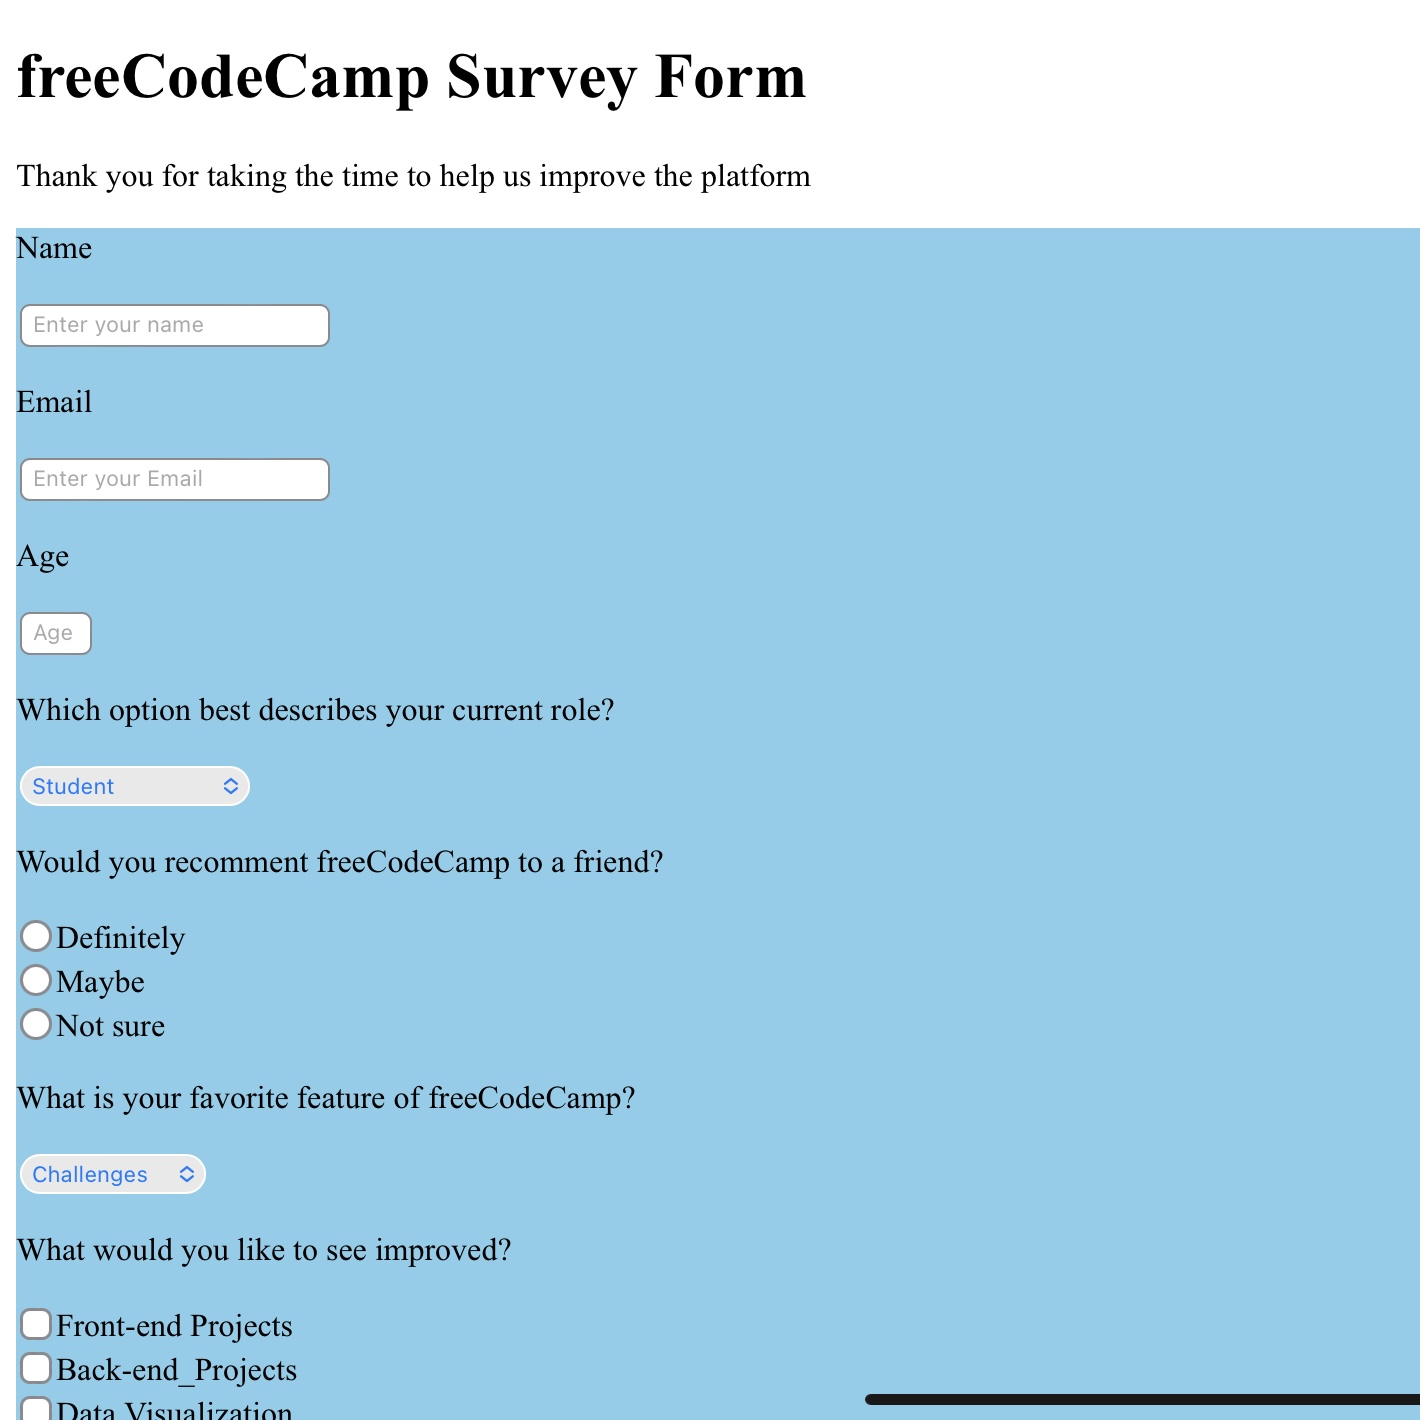 freeCodeCamp Survey Form
Thank you for taking the time to help us improve the platform
Name
Enter your name
Email
Enter your Email
Age
Age
Which option best describes your current role?
Student
Would you recomment freeCodeCamp to a friend?
Definitely
Maybe
Not sure
What is your favorite feature of freeCodeCamp?
Challenges
What would you like to see improved?
Front-end Projects
Back-end_Projects
Data Visualization